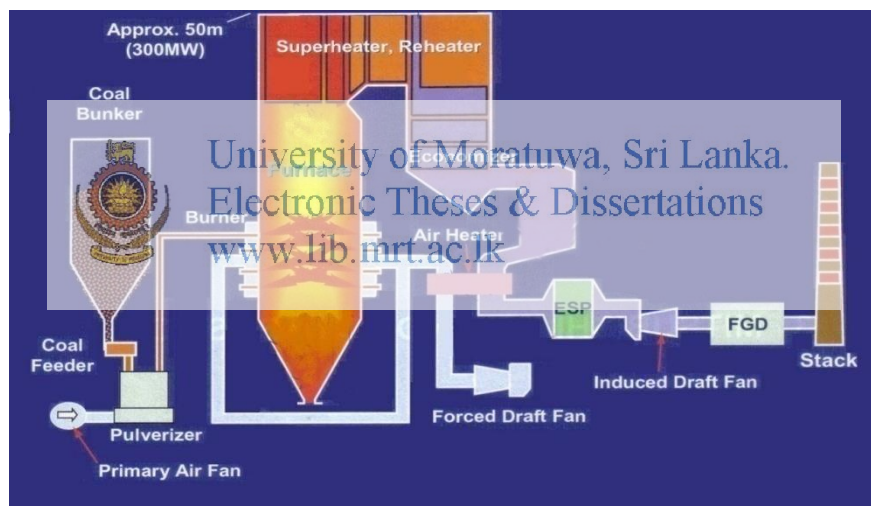 Approx. 50m
(300MW)
Superheater, Reheater
Coal
Bunker
University of Moratuwa, Sri Lanka.
Economizer
Furnace
Electronic Theses & Dissertations
Burner
Air Heater
www.lib.mrt.ac.lk
ESP
FGD
Coal
Feeder
Stack
Induced Draft Fan
Forced Draft Fan
Pulverizer
Primary Air Fan